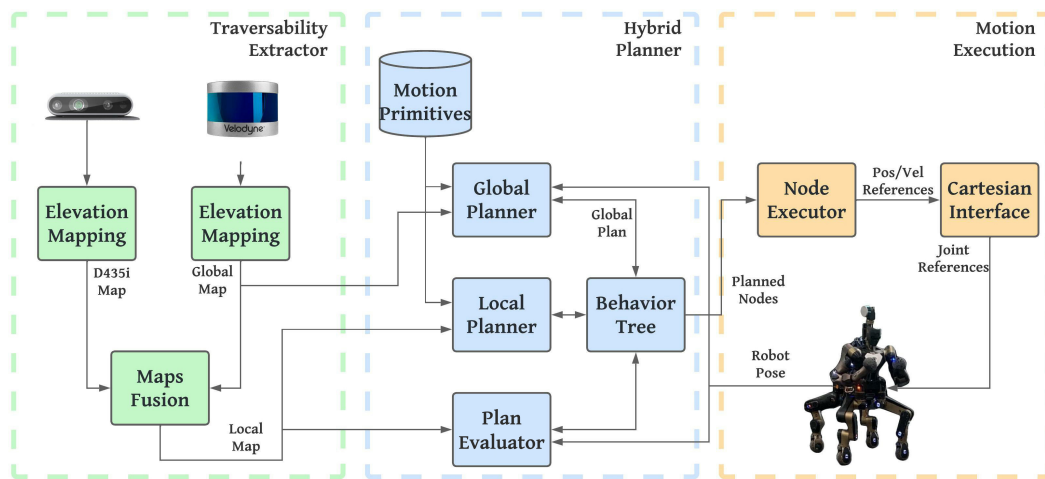 Traversability
Extractor
Hybrid
Planner
Motion
Execution
Velodyne
Motion
Primitives
Elevation
Mapping
Elevation
Mapping
Global
Planner
Node
Executor
Pos/Vel
References
Cartesian
Interface
Global
Plan
D435i
Map
Global
Map
Joint
References
Local
Planner
Behavior
Tree
Planned
Nodes
Maps
Fusion
Robot
Pose
Local
Map
Plan
Evaluator